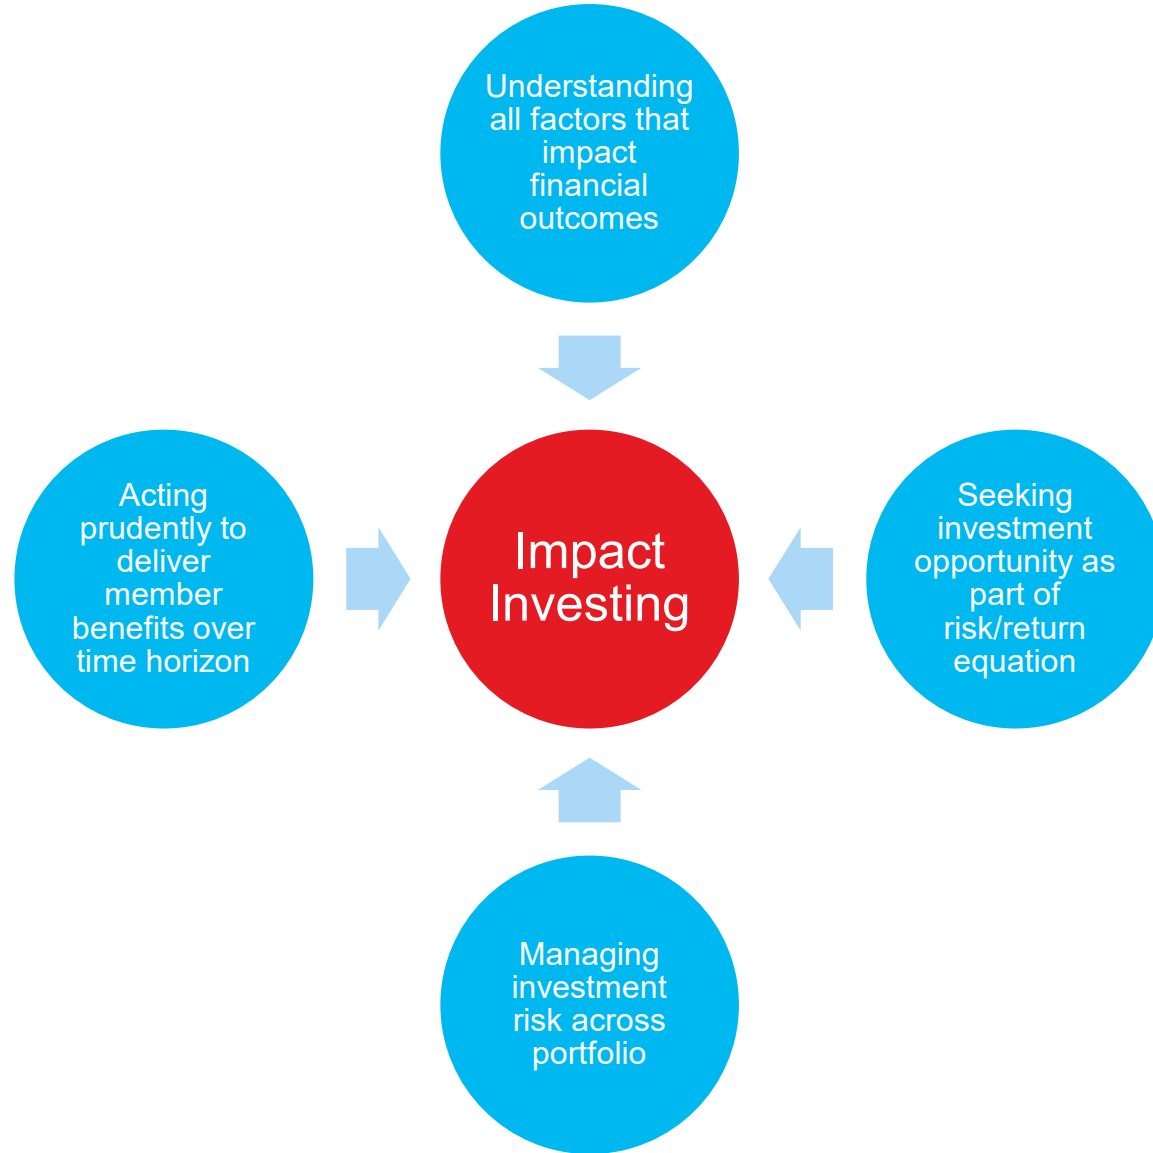 Understanding
all factors that
impact
financial
outcomes
Acting
prudently to
deliver
member
benefits over
time horizon
Impact
Investing
Seeking
investment
opportunity as
part of
risk/return
equation
Managing
investment
risk across
portfolio